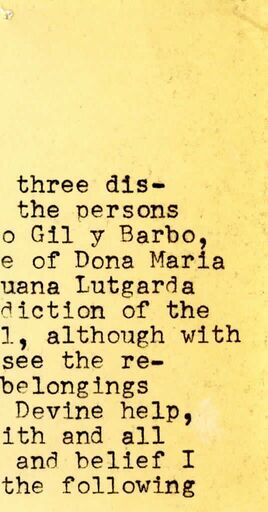 three dis-
the persons
o Gil y Barbo,
e of Dona Maria
uana Lutgarda
diction of the
l, although with
see the re-
belongings
Devine help,
ith and all
and belief I
the following